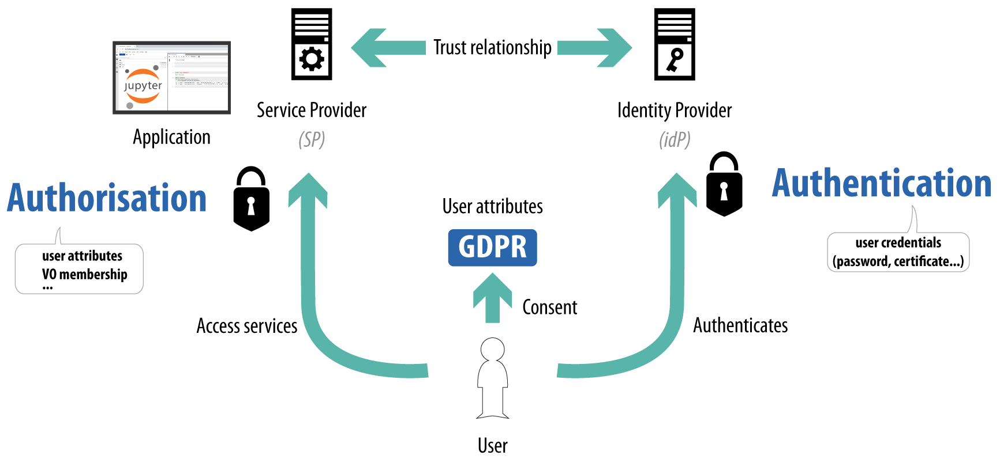 Trust relationship
jupyter
Service Provider
(SP)
Identity Provider
(idP)
Application
Authorisation
Authentication
User attributes
GDPR
user attributes
VO membership
...
user credentials
(password, certificate...)
Consent
Access services
Authenticates
User